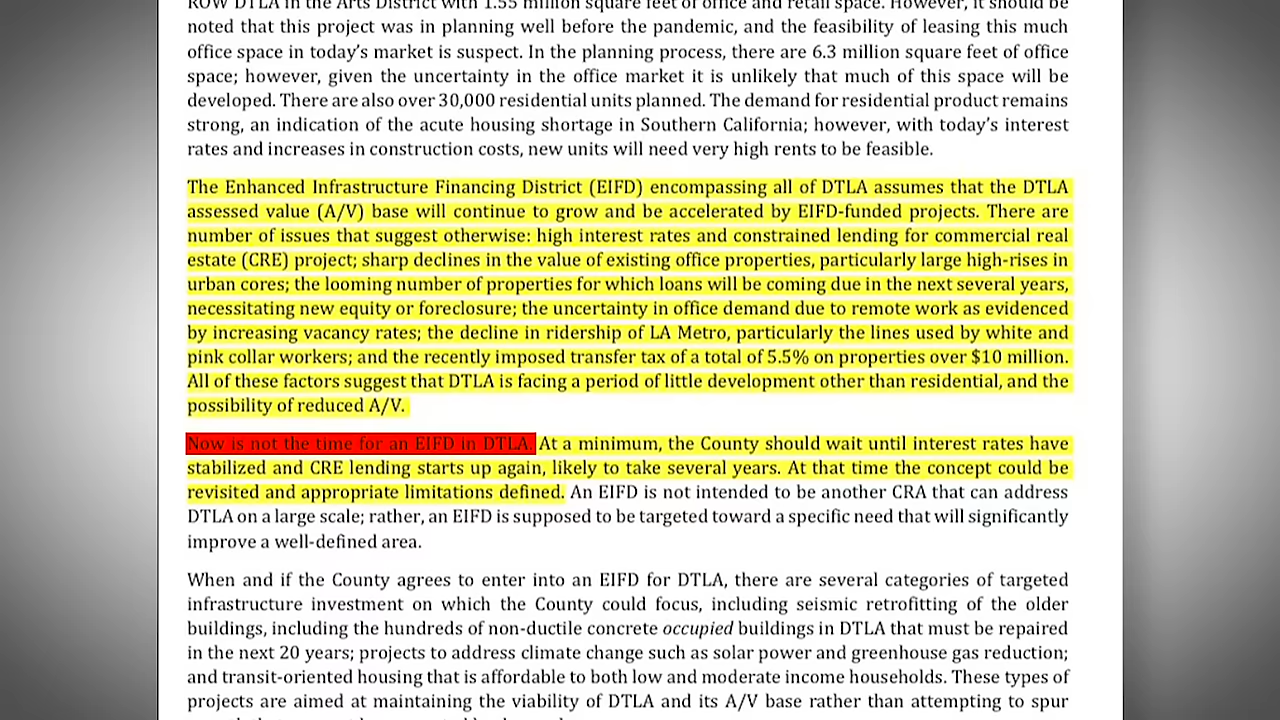 ROW DTLA in the Arts District with 1.55 million square feet of office and retail space. However, it should be
noted that this project was in planning well before the pandemic, and the feasibility of leasing this much
office space in today's market is suspect. In the planning process, there are 6.3 million square feet of office
space; however, given the uncertainty in the office market it is unlikely that much of this space will be
developed. There are also over 30,000 residential units planned. The demand for residential product remains
strong, an indication of the acute housing shortage in Southern California; however, with today's interest
rates and increases in construction costs, new units will need very high rents to be feasible.
The Enhanced Infrastructure Financing District (EIFD) encompassing all of DTLA assumes that the DTLA
assessed value (A/V) base will continue to grow and be accelerated by EIFD-funded projects. There are
number of issues that suggest otherwise: high interest rates and constrained lending for commercial real
estate (CRE) project; sharp declines in the value of existing office properties, particularly large high-rises in
urban cores; the looming number of properties for which loans will be coming due in the next several years,
necessitating new equity or foreclosure; the uncertainty in office demand due to remote work as evidenced
by increasing vacancy rates; the decline in ridership of LA Metro, particularly the lines used by white and
pink collar workers; and the recently imposed transfer tax of a total of 5.5% on properties over $10 million.
All of these factors suggest that DTLA is facing a period of little development other than residential, and the
possibility of reduced A/V.
Now is not the time for an EIFD in DTLA. At a minimum, the County should wait until interest rates have
stabilized and CRE lending starts up again, likely to take several years. At that time the concept could be
revisited and appropriate limitations defined. An EIFD is not intended to be another CRA that can address
DTLA on a large scale; rather, an EIFD is supposed to be targeted toward a specific need that will significantly
improve a well-defined area.
When and if the County agrees to enter into an EIFD for DTLA, there are several categories of targeted
infrastructure investment on which the County could focus, including seismic retrofitting of the older
buildings, including the hundreds of non-ductile concrete occupied buildings in DTLA that must be repaired
in the next 20 years; projects to address climate change such as solar power and greenhouse gas reduction;
and transit-oriented housing that is affordable to both low and moderate income households. These types of
projects are aimed at maintaining the viability of DTLA and its A/V base rather than attempting to spur